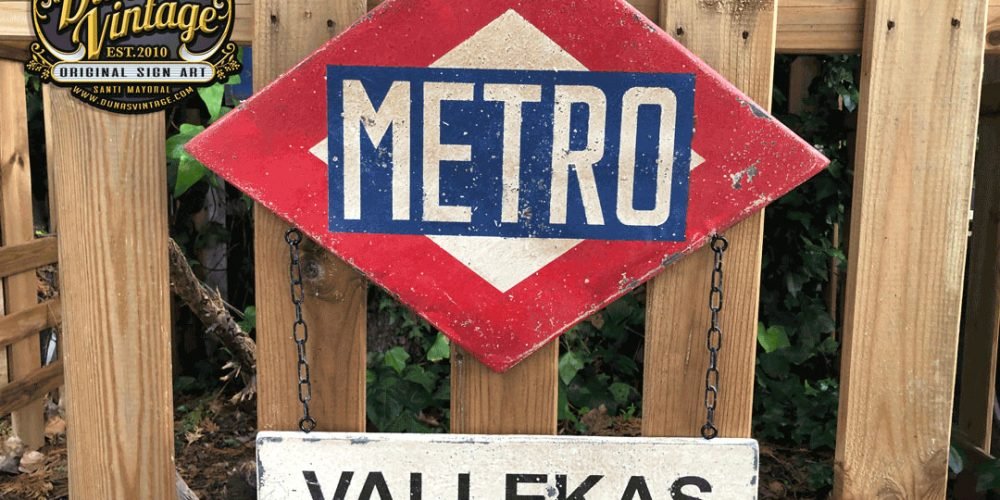 Vintage
EST.2010
ORIGINAL SIGN ART
SANTI MAYORAL
WWW.DUNASVINTAGE.COM
METRO
VALLEKAS